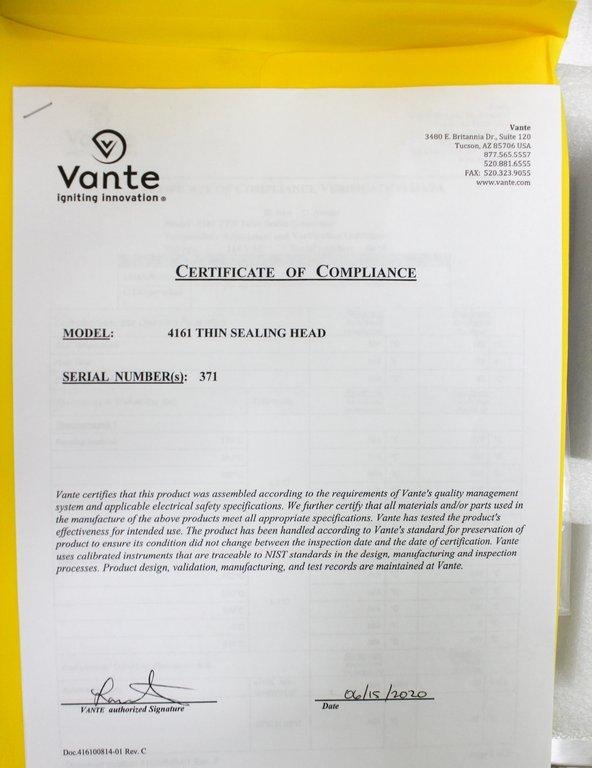 Vante
3480 E. Britannia Dr., Suite 120
Tucson, AZ 85706 USA
877.565.5557
520.881.6555
FAX: 520.323.9055
www.vante.com
Vante
igniting innovation®
CERTIFICATE OF COMPLIANCE
MODEL: 4161 THIN SEALING HEAD
SERIAL NUMBER(s): 371
Vante certifies that this product was assembled according to the requirements of Vante's quality management
system and applicable electrical safety specifications. We further certify that all materials and/or parts used in
the manufacture of the above products meet all appropriate specifications. Vante has tested the product's
effectiveness for intended use. The product has been handled according to Vante's standard for preservation of
product to ensure its condition did not change between the inspection date and the date of certification. Vante
uses calibrated instruments that are traceable to NIST standards in the design, manufacturing and inspection
processes. Product design, validation, manufacturing, and test records are maintained at Vante.
06/15/2020
VANTE authorized Signature Date
Doc.416100814-01 Rev. C